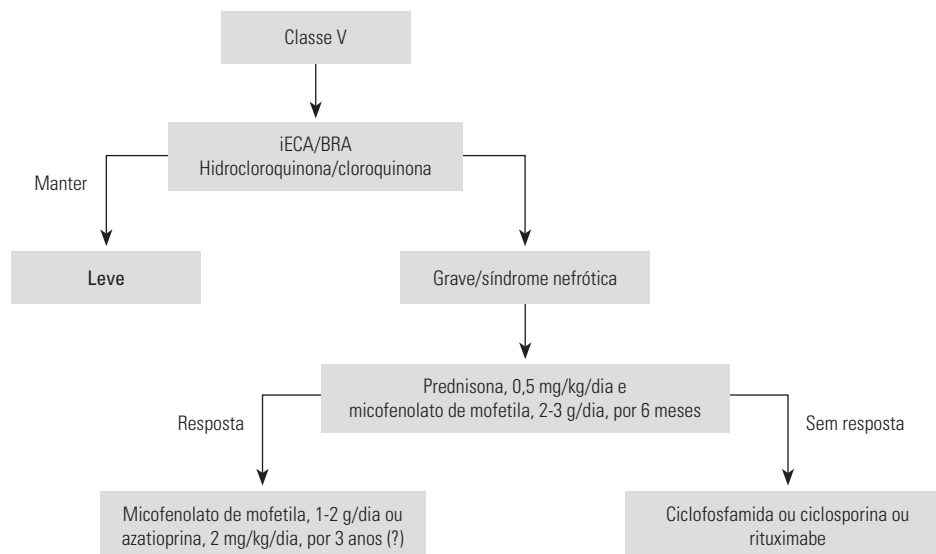 Classe V
iECA/BRA
Hidrocloroquinona/cloroquinona
Manter
Leve
Grave/síndrome nefrótica
Prednisona, 0,5 mg/kg/dia e
micofenolato de mofetila, 2-3 g/dia, por 6 meses
Resposta
Sem resposta
Micofenolato de mofetila, 1-2 g/dia ou
azatioprina, 2 mg/kg/dia, por 3 anos (?)
Ciclofosfamida ou ciclosporina ou
rituximabe